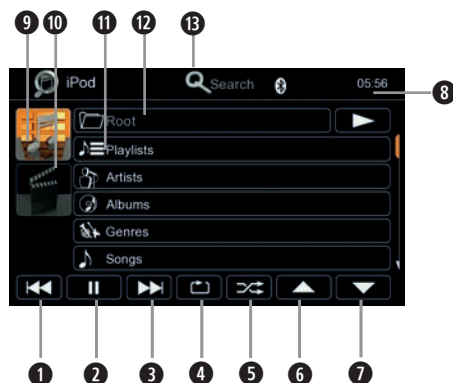 9 10 11 12 13
iPod Search 05:56
8
Root
Playlists
Artists
Albums
Genres
Songs
1 2 3 4 5 6 7